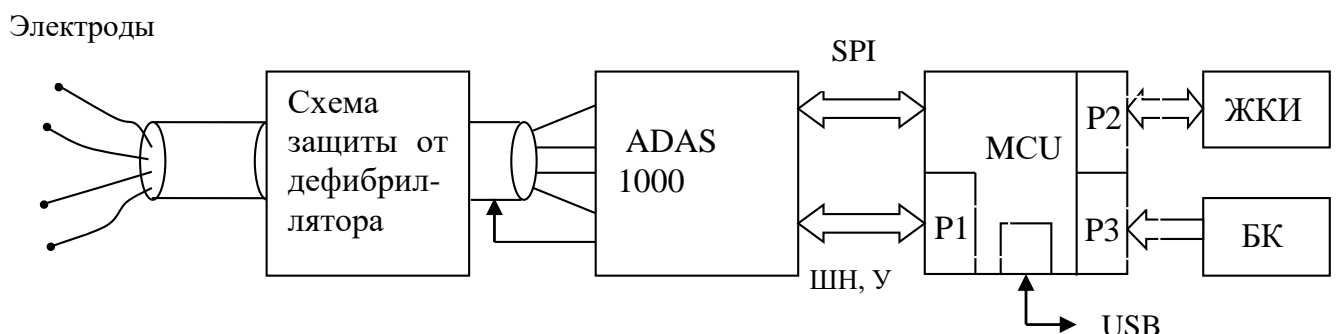 Электроды
Схема
защиты от
дефибрил-
лятора
ADAS
1000
SPI
ШН, У
MCU
P1
P2
P3
USB
ЖКИ
БК